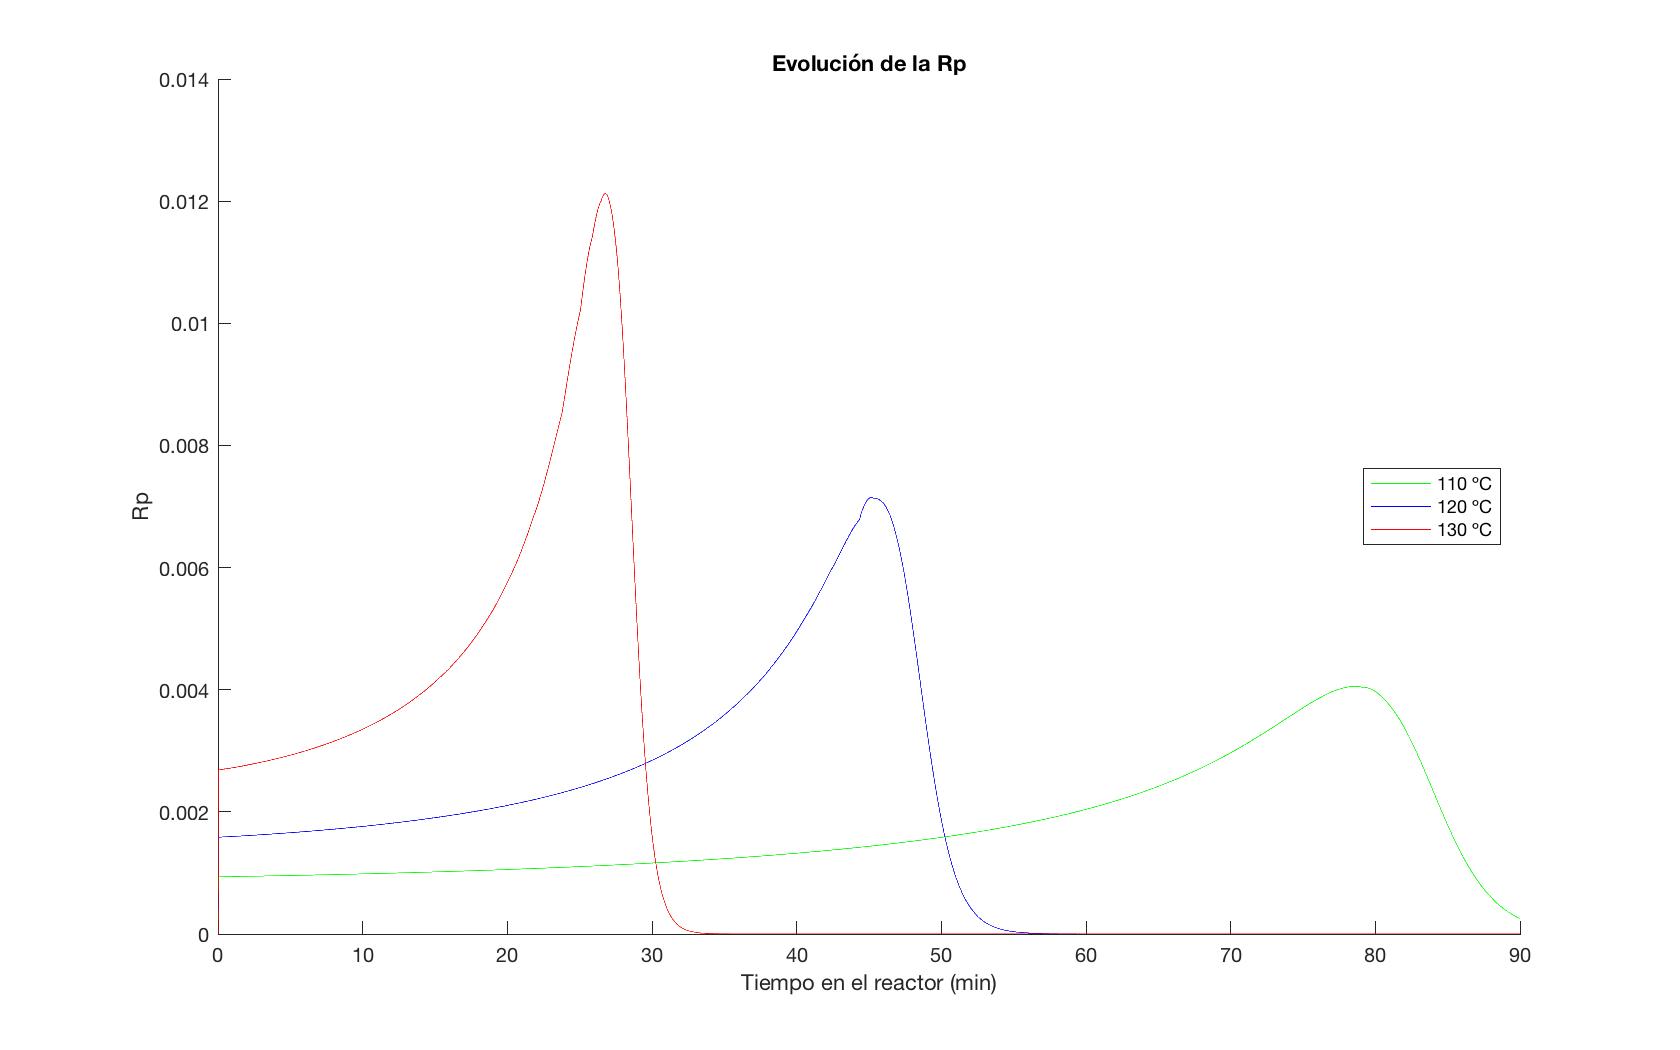 Evolución de la Rp
0.014
0.012
0.01
0.008
0.006
0.004
0.002
0
Rp
110 ºC
120 ºC
130 ºC
0 10 20 30 40 50 60 70 80 90
Tiempo en el reactor (min)